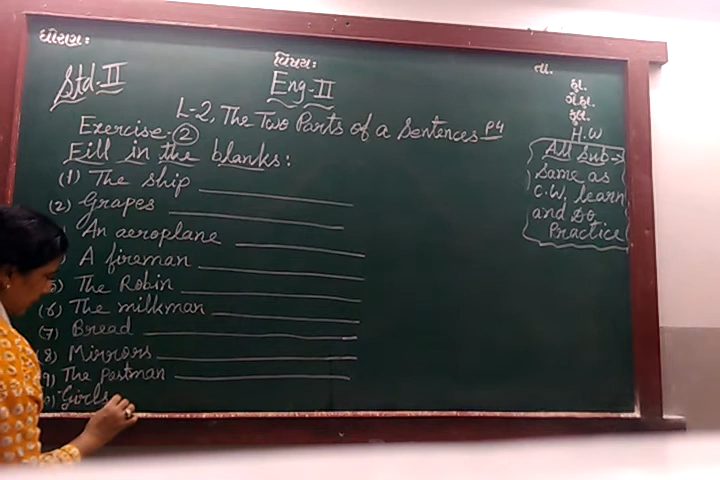 ધોરણઃ
વિષયઃ
તા.
Std. II
Eng-II
કા.
ગે.હા.
કુલ.
L-2, The Two Parts of a Sentences P4
Exercise-2
H.W
Fill in the blanks:
All Sub→
Same as
C.W. learn
and do
Practice
(1) The ship
(2) Grapes
An aeroplane
A fireman
5) The Robin
(6) The milkman
(7) Bread
(8) Mirrors
9) The postman
Girls